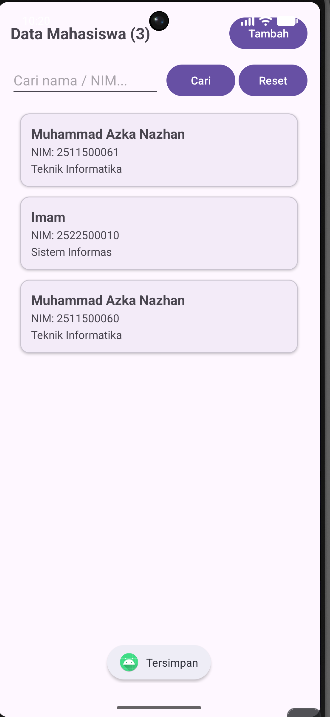 Data Mahasiswa (3)
Tambah
Cari nama / NIM...
Cari
Reset
Muhammad Azka Nazhan
NIM: 2511500061
Teknik Informatika
Imam
NIM: 2522500010
Sistem Informas
Muhammad Azka Nazhan
NIM: 2511500060
Teknik Informatika
Tersimpan